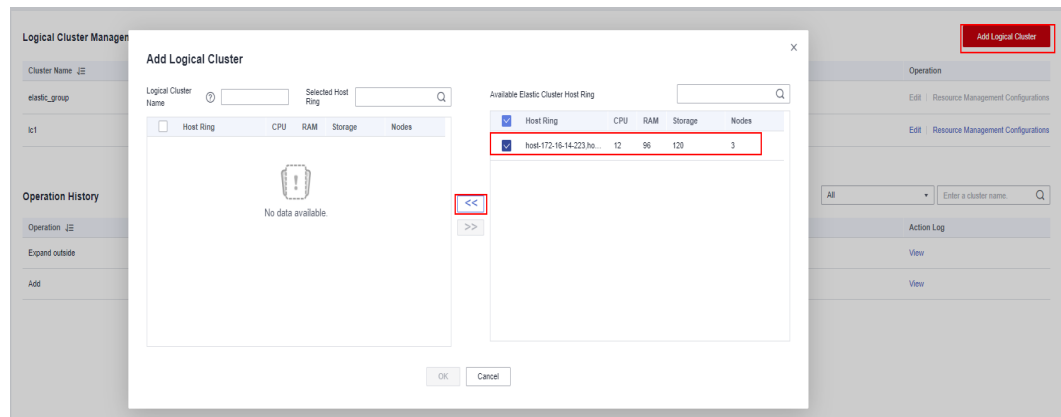 Logical Cluster Manager
Add Logical Cluster
Cluster Name
Operation
elastic_group
Edit | Resource Management Configurations
lc1
Edit | Resource Management Configurations
Operation History
All
Enter a cluster name.
Operation
Action Log
Expand outside
View
Add
View
Add Logical Cluster
X
Logical Cluster Name
?
Selected Host Ring
Available Elastic Cluster Host Ring
Host Ring CPU RAM Storage Nodes
No data available.
<<
>>
Host Ring CPU RAM Storage Nodes
host-172-16-14-223,ho... 12 96 120 3
OK
Cancel